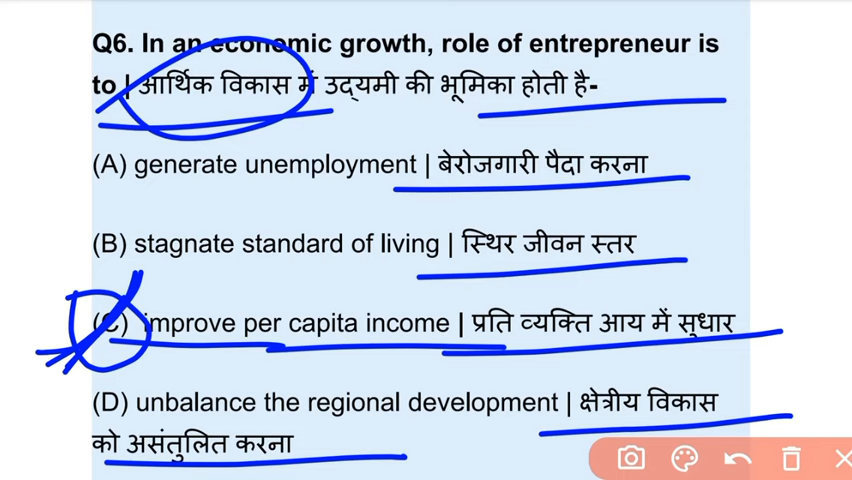 Q6. In an economic growth, role of entrepreneur is
to | आर्थिक विकास में उद्यमी की भूमिका होती है-
(A) generate unemployment | बेरोजगारी पैदा करना
(B) stagnate standard of living | स्थिर जीवन स्तर
(C) improve per capita income | प्रति व्यक्ति आय में सुधार
(D) unbalance the regional development | क्षेत्रीय विकास
को असंतुलित करना